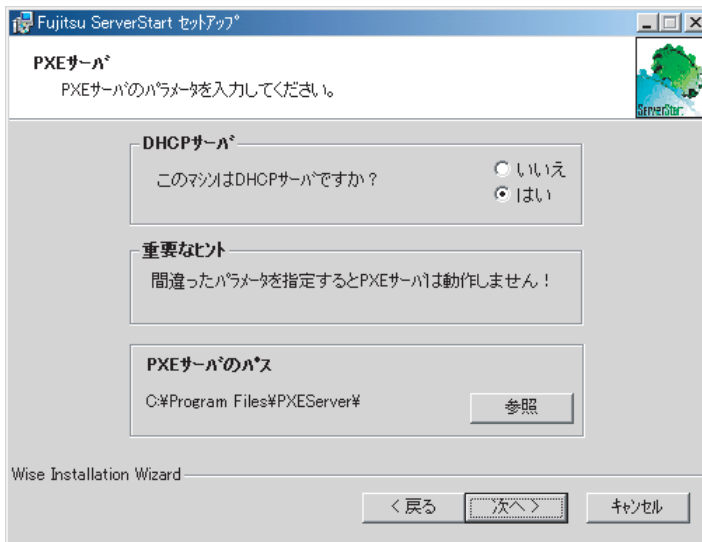 Fujitsu ServerStart セットアップ
PXEサーバ
PXEサーバのパラメータを入力してください。
ServerStart
DHCPサーバ
このマシンはDHCPサーバですか？
いいえ
はい
重要なヒント
間違ったパラメータを指定するとPXEサーバは動作しません！
PXEサーバのパス
C:¥Program Files¥PXEServer¥
参照
Wise Installation Wizard
< 戻る
次へ >
キャンセル